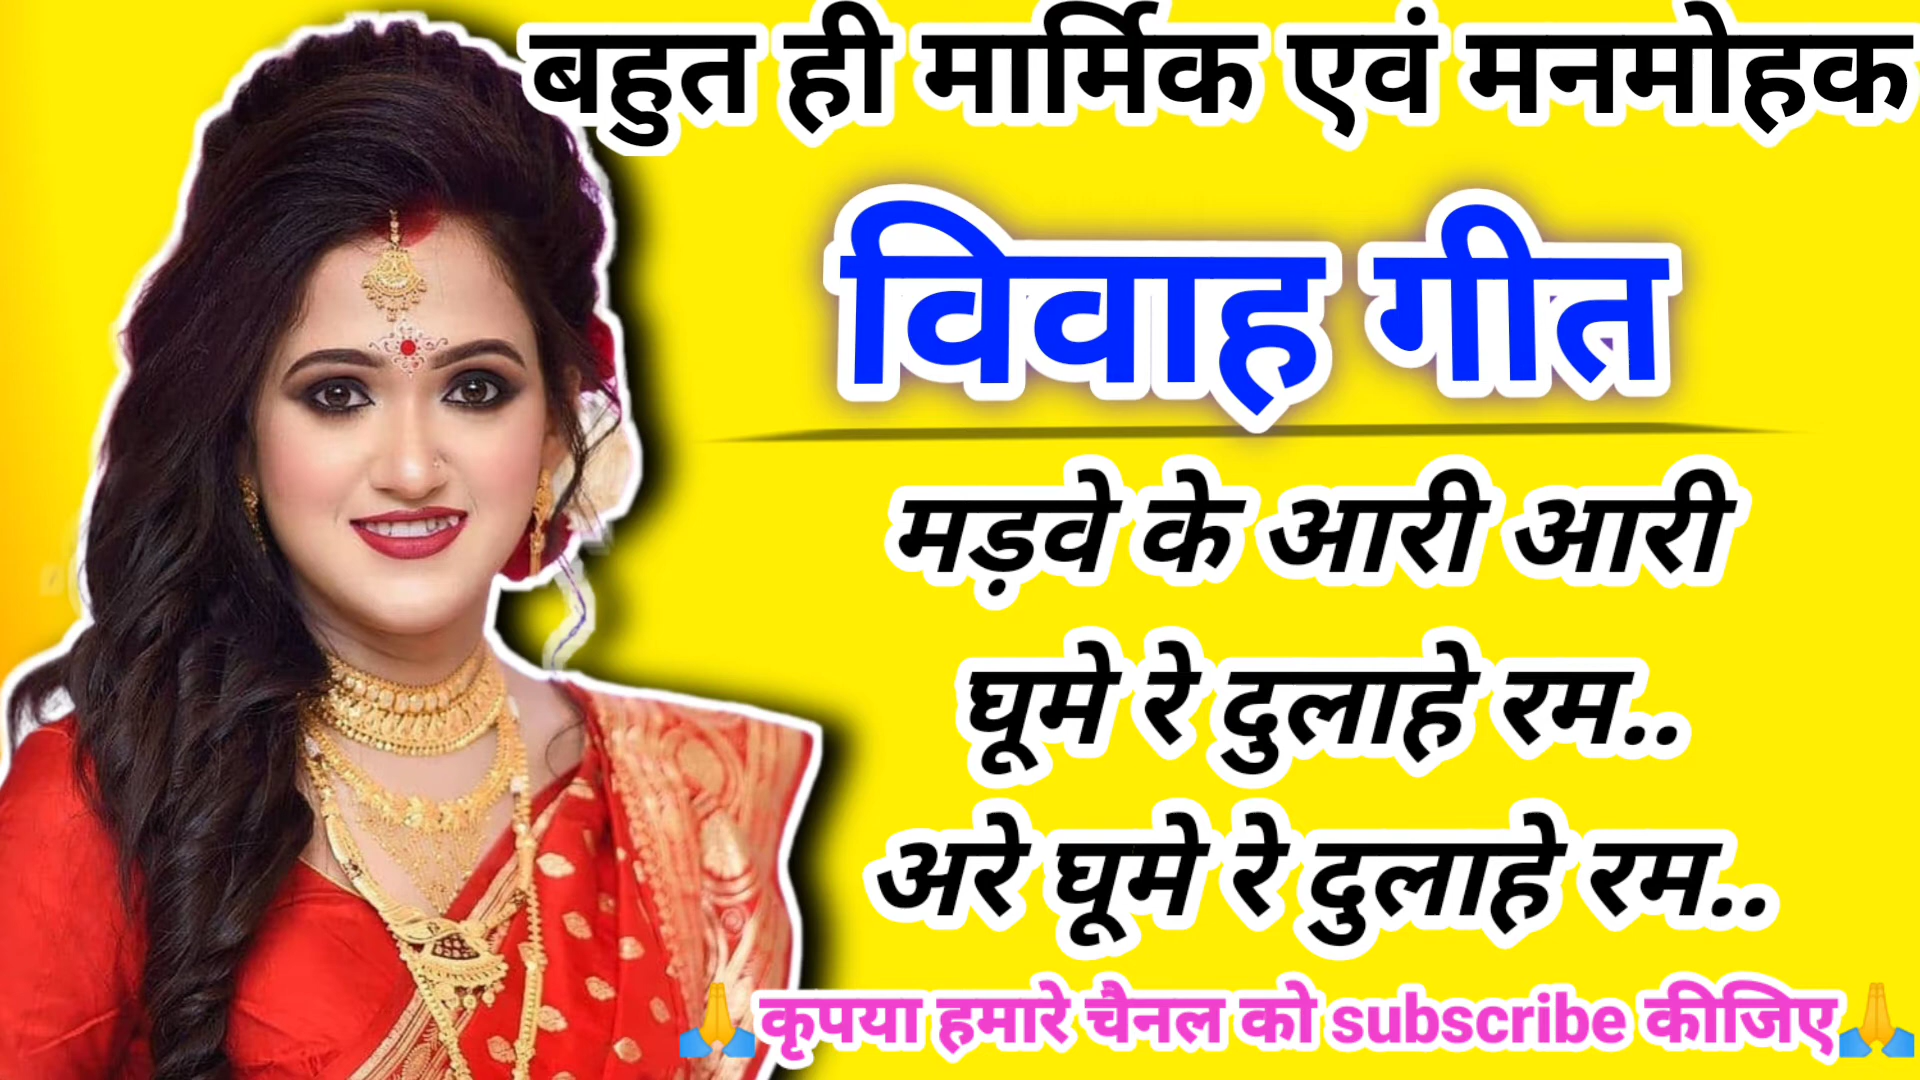 बहुत ही मार्मिक एवं मनमोहक
विवाह गीत
मड़वे के आरी आरी
घूमे रे दुलाहे रम..
अरे घूमे रे दुलाहे रम..
🙏कृपया हमारे चैनल को subscribe कीजिए🙏